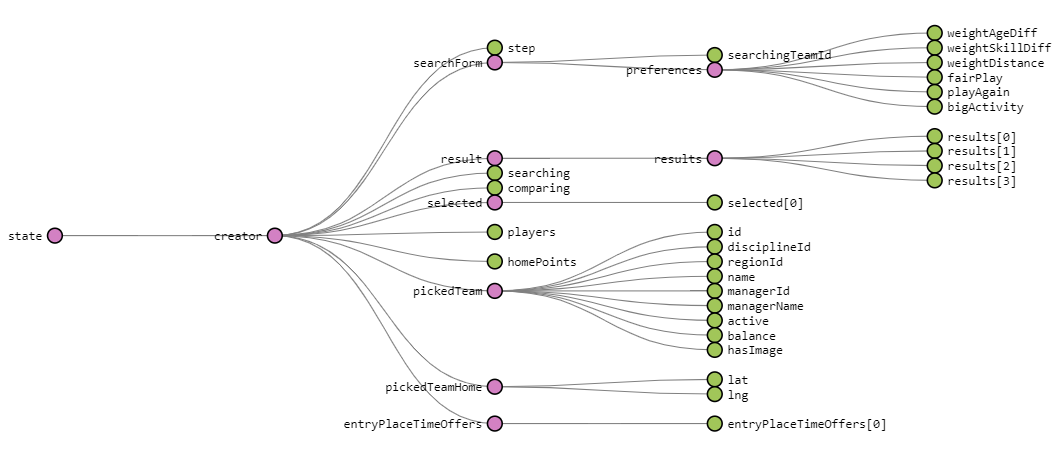 state
creator
step
searchForm
searchingTeamId
preferences
weightAgeDiff
weightSkillDiff
weightDistance
fairPlay
playAgain
bigActivity
result
results
results[0]
results[1]
results[2]
results[3]
searching
comparing
selected
selected[0]
players
homePoints
pickedTeam
id
disciplineId
regionId
name
managerId
managerName
active
balance
hasImage
pickedTeamHome
lat
lng
entryPlaceTimeOffers
entryPlaceTimeOffers[0]